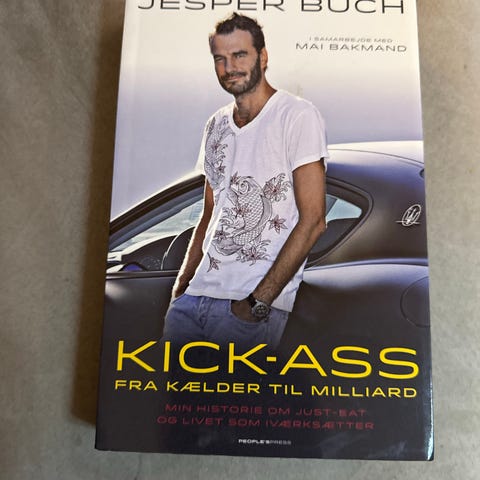 JESPER BUCH
I SAMARBEJDE MED
MAI BAKMAND
KICK-ASS
FRA KÆLDER TIL MILLIARD
MIN HISTORIE OM JUST-EAT
OG LIVET SOM IVÆRKSÆTTER
PEOPLE'SPRESS